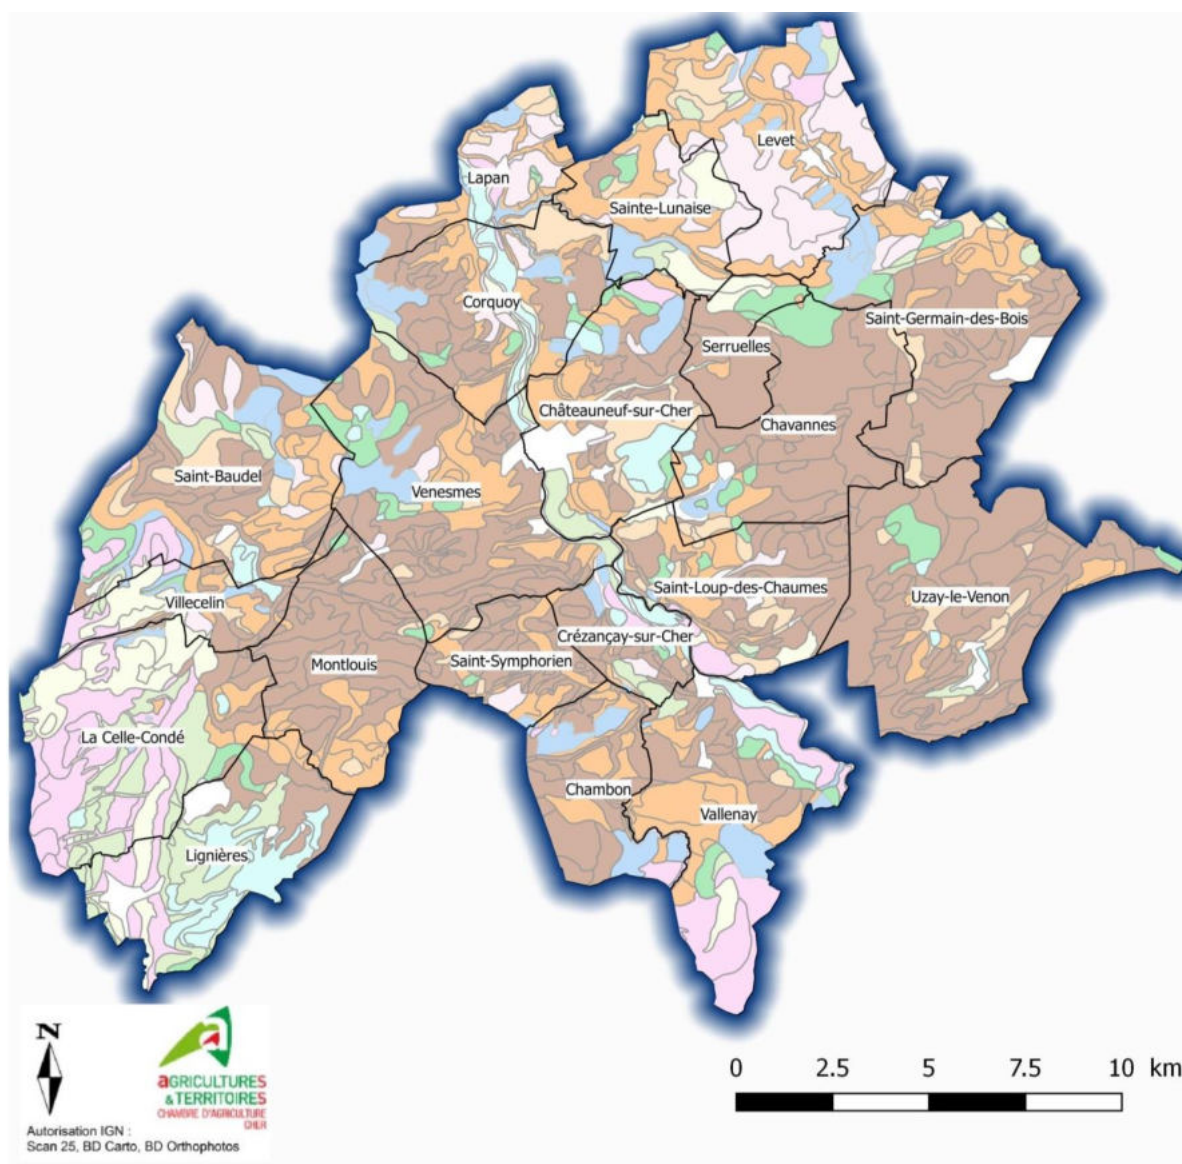 Levet
Lapan
Sainte-Lunaise
Corquoy
Saint-Germain-des-Bois
Serruelles
Châteauneuf-sur-Cher
Chavannes
Saint-Baudel
Venesmes
Saint-Loup-des-Chaumes
Uzay-le-Venon
Villecelin
Crézançay-sur-Cher
Saint-Symphorien
Montlouis
La Celle-Condé
Chambon
Vallenay
Lignières
N
a
AGRICULTURES
& TERRITOIRES
CHAMBRE D'AGRICULTURE
CHER
Autorisation IGN :
Scan 25, BD Carto, BD Orthophotos
0 2.5 5 7.5 10 km